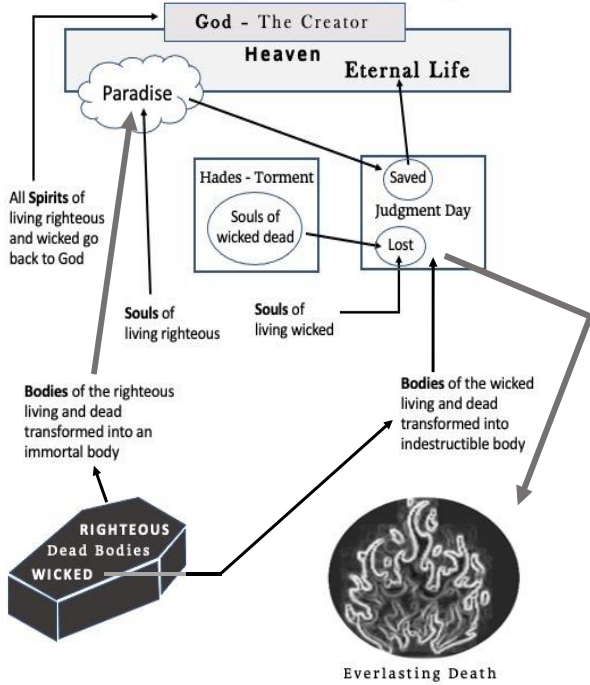 God – The Creator
Heaven
Eternal Life
Paradise
Hades - Torment
Souls of
wicked dead
Saved
Judgment Day
Lost
All Spirits of
living righteous
and wicked go
back to God
Souls of
living righteous
Souls of
living wicked
Bodies of the righteous
living and dead
transformed into an
immortal body
Bodies of the wicked
living and dead
transformed into
indestructible body
RIGHTEOUS
Dead Bodies
WICKED
Everlasting Death